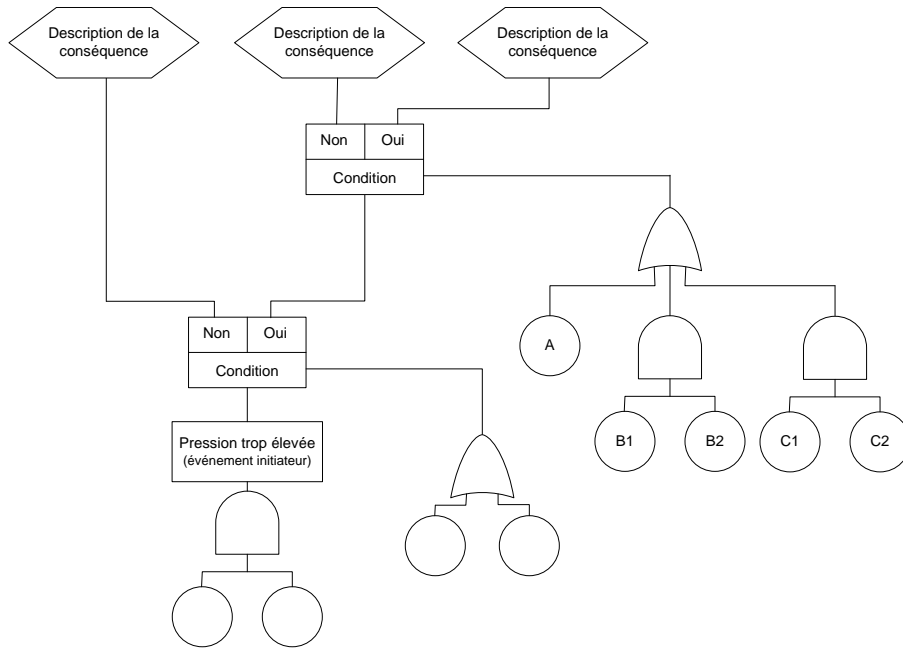 Description de la
conséquence
Description de la
conséquence
Description de la
conséquence
Non
Oui
Condition
Non
Oui
Condition
A
B1
B2
C1
C2
Pression trop élevée
(événement initiateur)